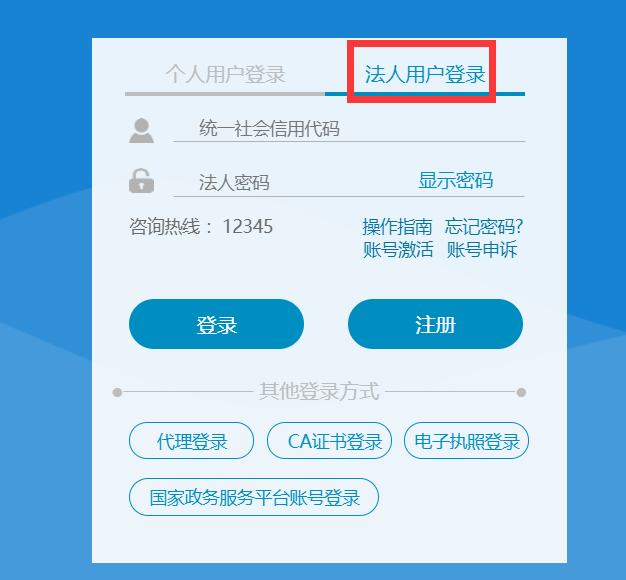 个人用户登录 法人用户登录
统一社会信用代码
法人密码 显示密码
咨询热线： 12345 操作指南 忘记密码?
账号激活 账号申诉
登录 注册
其他登录方式
代理登录 CA证书登录 电子执照登录
国家政务服务平台账号登录